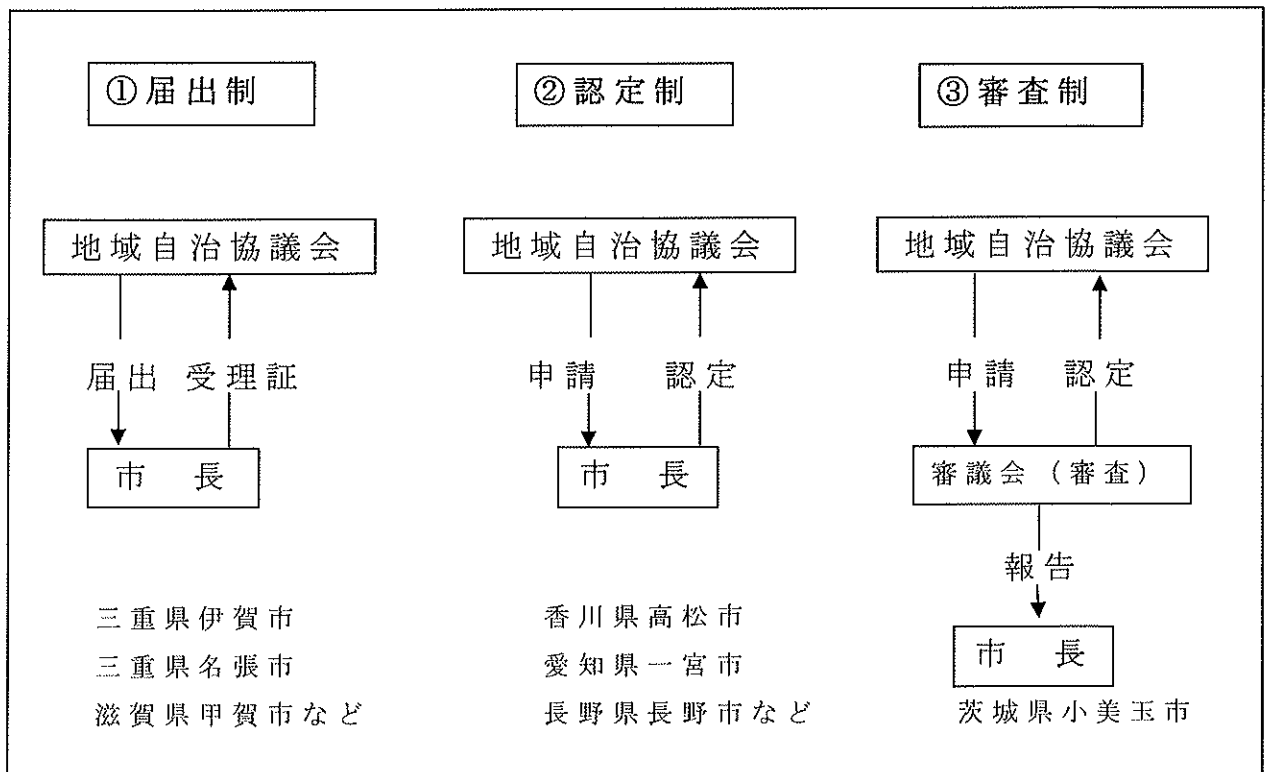 ①届出制
地域自治協議会
届出 受理証
市 長
三重県伊賀市
三重県名張市
滋賀県甲賀市など
②認定制
地域自治協議会
申請 認定
市 長
香川県高松市
愛知県一宮市
長野県長野市など
③審査制
地域自治協議会
申請 認定
審議会（審査）
報告
市 長
茨城県小美玉市